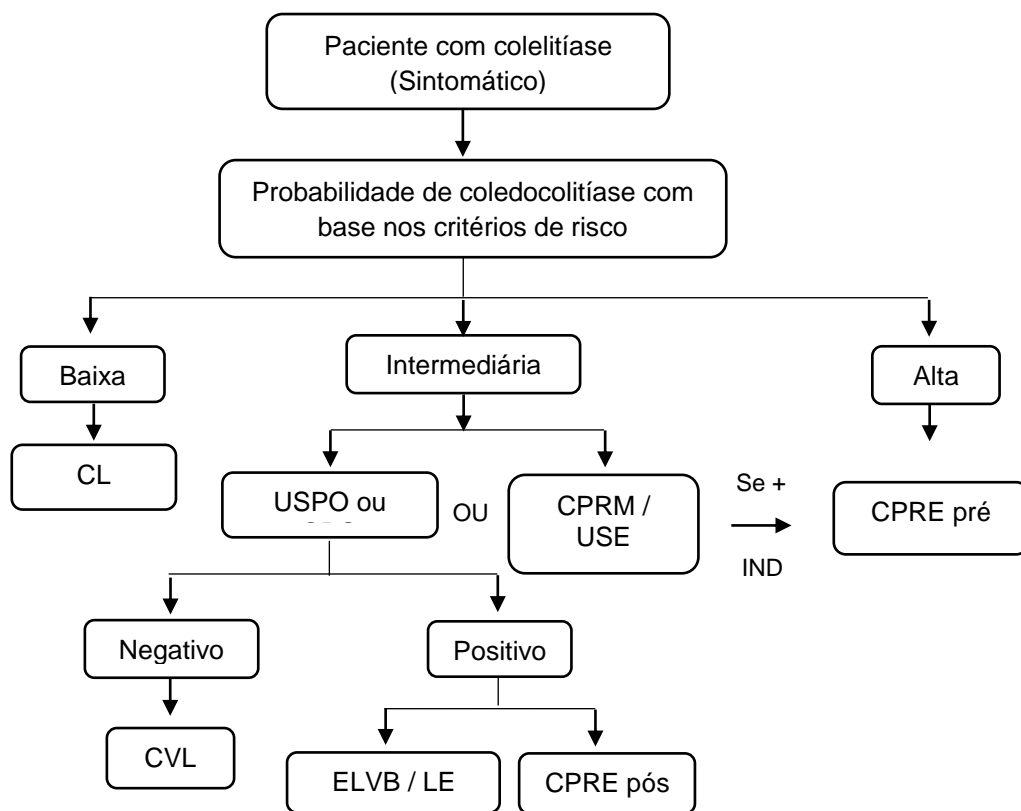 Paciente com colelitíase
(Sintomático)
Probabilidade de coledocolitíase com
base nos critérios de risco
Baixa
Intermediária
Alta
CL
USPO ou
OU
CPRM /
USE
Se +
IND
CPRE pré
Negativo
Positivo
CVL
ELVB / LE
CPRE pós